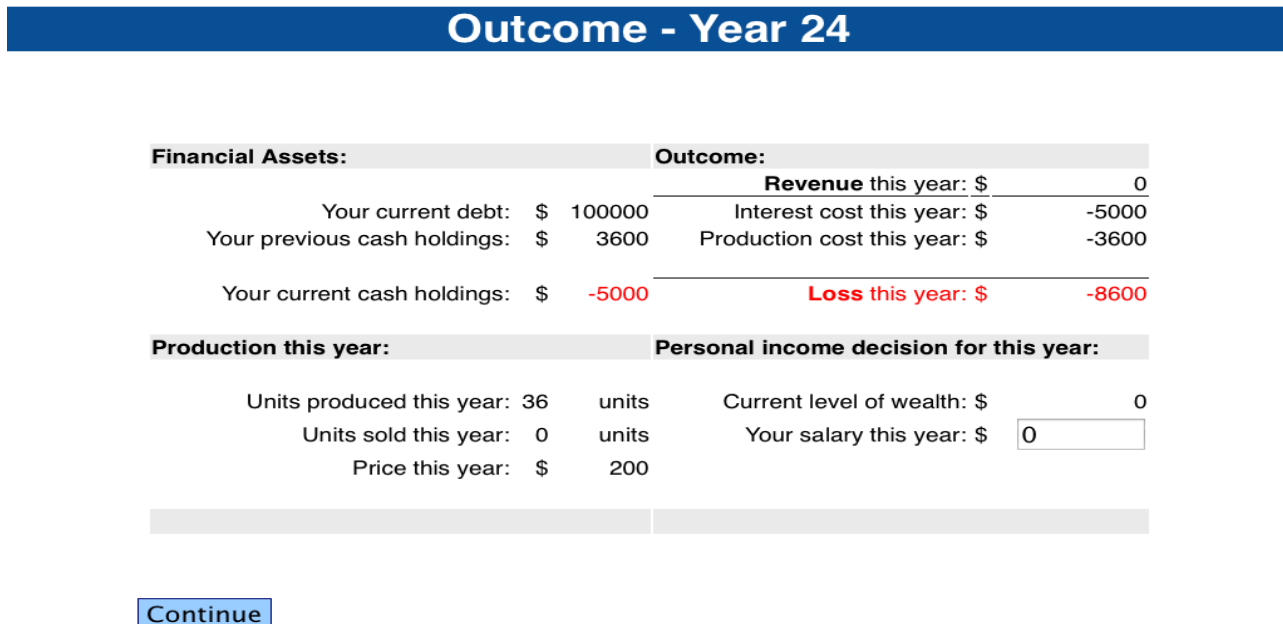 Outcome - Year 24
Financial Assets: Outcome:
Revenue this year: $ 0
Your current debt: $ 100000 Interest cost this year: $ -5000
Your previous cash holdings: $ 3600 Production cost this year: $ -3600
Your current cash holdings: $ -5000 Loss this year: $ -8600
Production this year: Personal income decision for this year:
Units produced this year: 36 units Current level of wealth: $ 0
Units sold this year: 0 units Your salary this year: $ 0
Price this year: $ 200
Continue